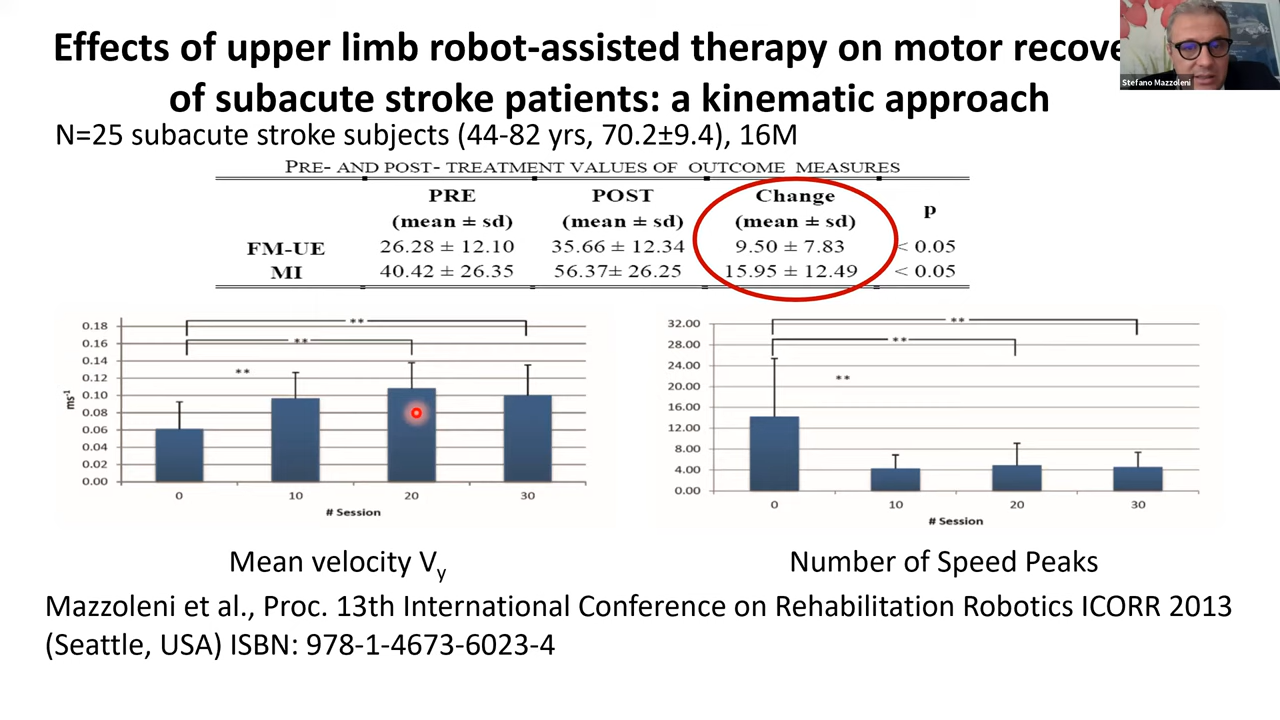 Effects of upper limb robot-assisted therapy on motor recove
of subacute stroke patients: a kinematic approach
Stefano Mazzoleni
N=25 subacute stroke subjects (44-82 yrs, 70.2±9.4), 16M
PRE- AND POST- TREATMENT VALUES OF OUTCOME MEASURES
PRE POST Change p
(mean ± sd) (mean ± sd) (mean ± sd)
FM-UE 26.28 ± 12.10 35.66 ± 12.34 9.50 ± 7.83 < 0.05
MI 40.42 ± 26.35 56.37± 26.25 15.95 ± 12.49 < 0.05
0.18
0.16
0.14
0.12
0.10
0.08
0.06
0.04
0.02
0.00
ms-1
** 
**
**
0 10 20 30
# Session
32.00
28.00
24.00
20.00
16.00
12.00
8.00
4.00
0.00
**
**
**
0 10 20 30
# Session
Mean velocity Vy
Number of Speed Peaks
Mazzoleni et al., Proc. 13th International Conference on Rehabilitation Robotics ICORR 2013
(Seattle, USA) ISBN: 978-1-4673-6023-4